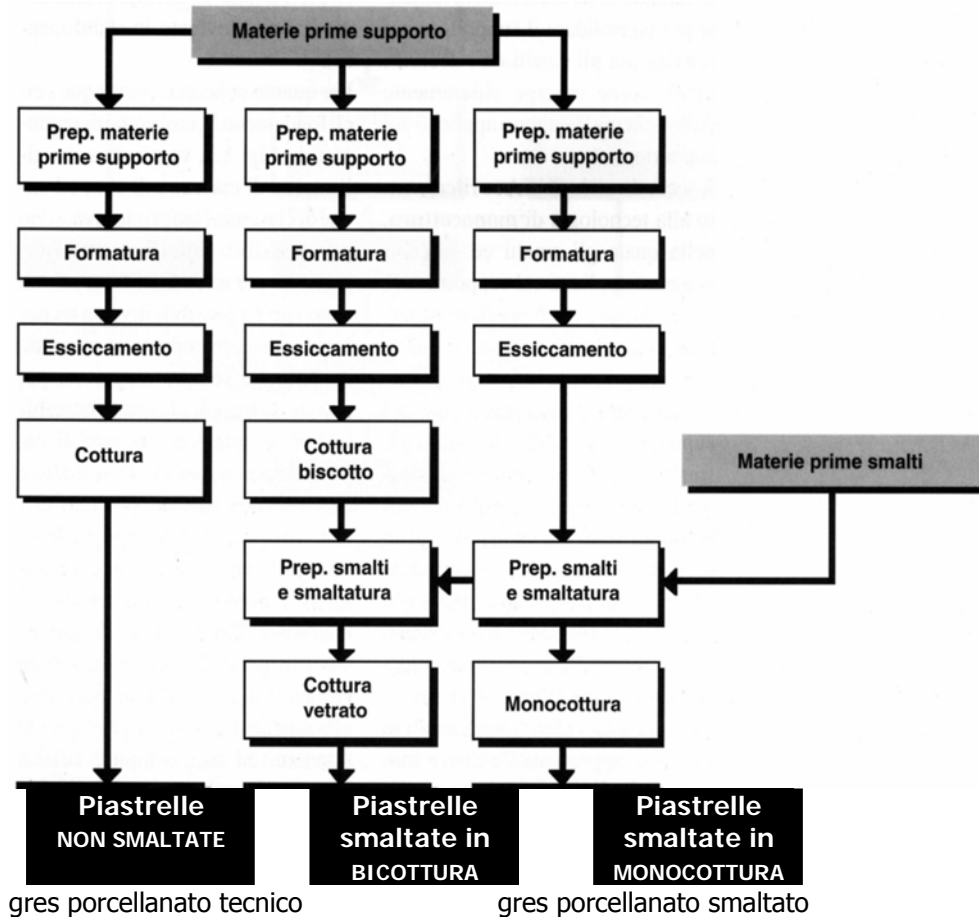 Materie prime supporto
Prep. materie
prime supporto
Prep. materie
prime supporto
Prep. materie
prime supporto
Formatura
Formatura
Formatura
Essiccamento
Essiccamento
Essiccamento
Cottura
Cottura
biscotto
Materie prime smalti
Prep. smalti
e smaltatura
Prep. smalti
e smaltatura
Cottura
vetrato
Monocottura
Piastrelle
NON SMALTATE
Piastrelle
smaltate in
BICOTTURA
Piastrelle
smaltate in
MONOCOTTURA
gres porcellanato tecnico
gres porcellanato smaltato